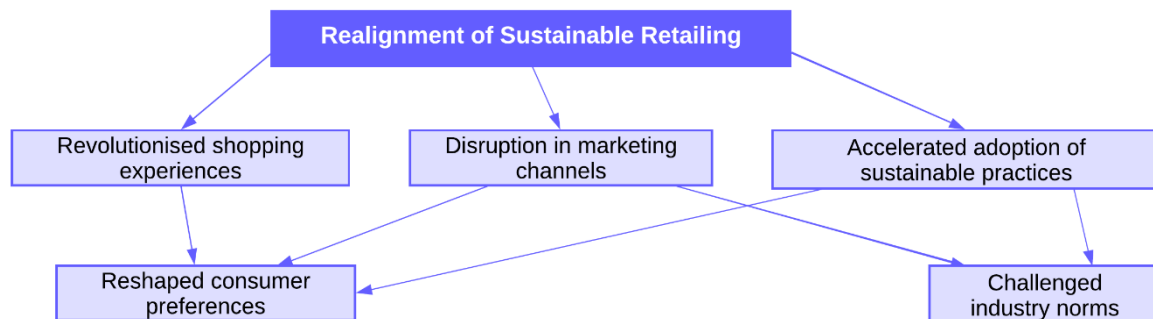 Realignment of Sustainable Retailing
Revolutionised shopping
experiences
Disruption in marketing
channels
Accelerated adoption of
sustainable practices
Reshaped consumer
preferences
Challenged
industry norms